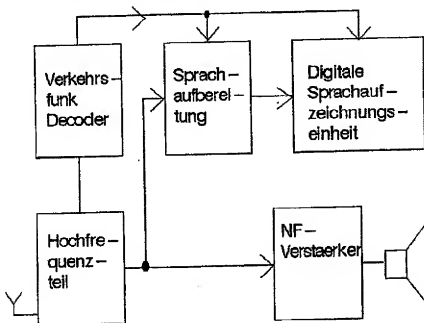 Verkehrs-
funk
Decoder
Sprach-
aufberei-
tung
Digitale
Sprachauf-
zeichnungs-
einheit
Hochfre-
quenz-
teil
NF-
Verstaerker